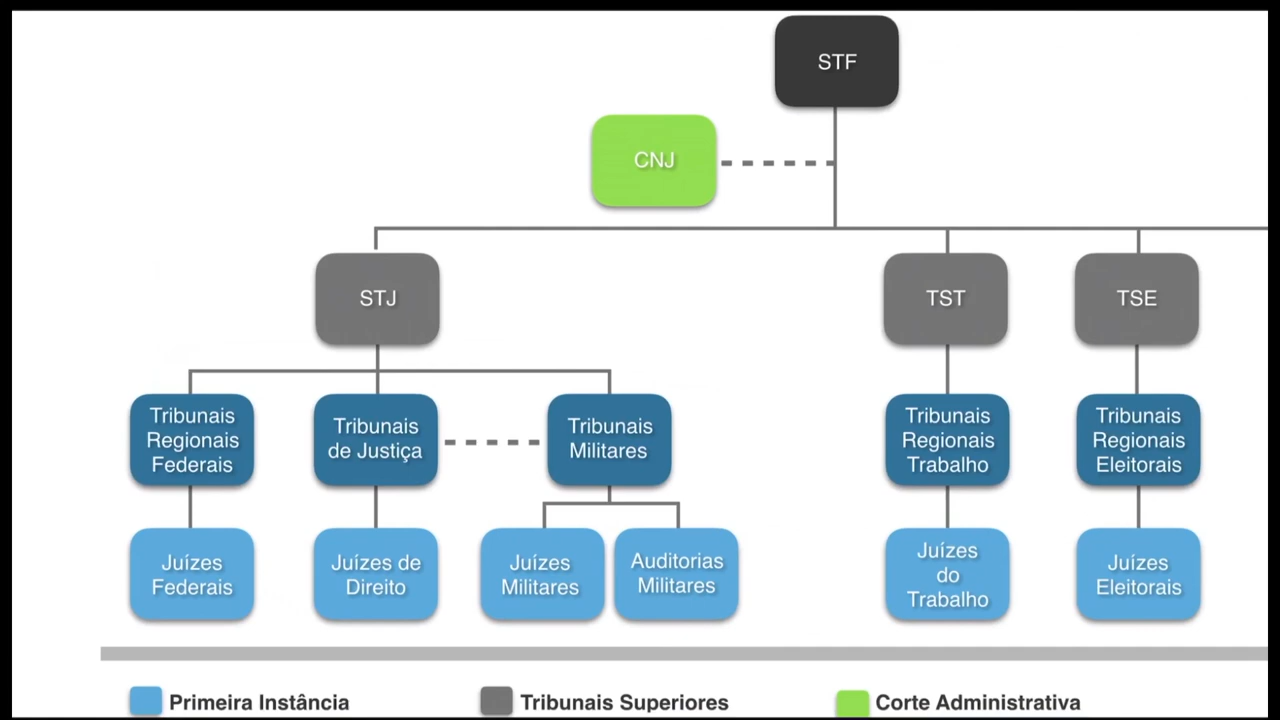 STF
CNJ
STJ
TST
TSE
Tribunais
Regionais
Federais
Tribunais
de Justiça
Tribunais
Militares
Tribunais
Regionais
Trabalho
Tribunais
Regionais
Eleitorais
Juízes
Federais
Juízes de
Direito
Juízes
Militares
Auditorias
Militares
Juízes
do
Trabalho
Juízes
Eleitorais
Primeira Instância
Tribunais Superiores
Corte Administrativa